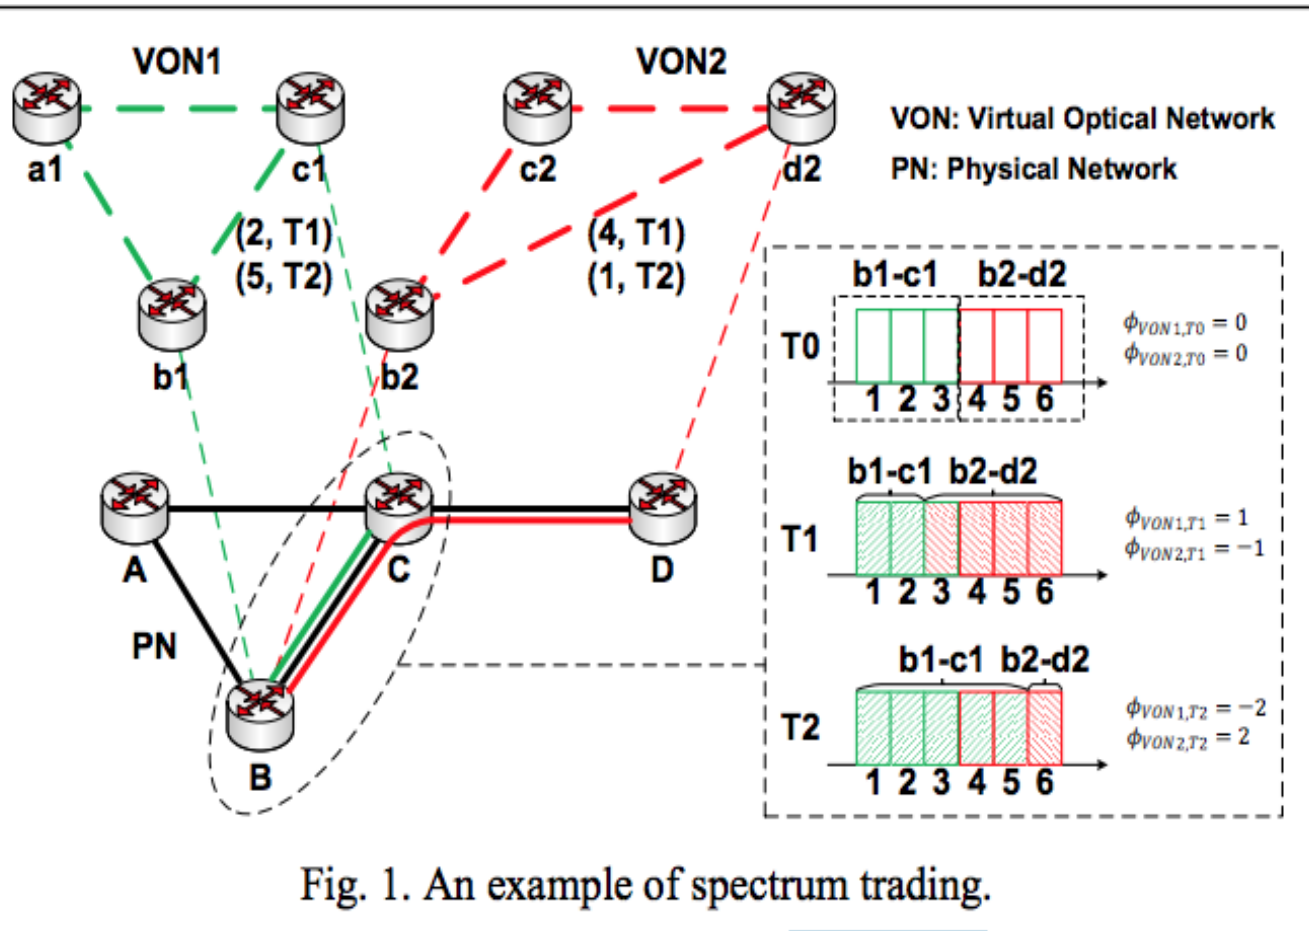 VON1
VON2
VON: Virtual Optical Network
PN: Physical Network
a1
c1
c2
d2
(2, T1)
(5, T2)
(4, T1)
(1, T2)
b1
b2
A
C
D
PN
B
b1-c1 b2-d2
T0
1 2 3 4 5 6
ϕVON1,T0 = 0
ϕVON2,T0 = 0
b1-c1 b2-d2
T1
1 2 3 4 5 6
ϕVON1,T1 = 1
ϕVON2,T1 = −1
b1-c1 b2-d2
T2
1 2 3 4 5 6
ϕVON1,T2 = −2
ϕVON2,T2 = 2
Fig. 1. An example of spectrum trading.